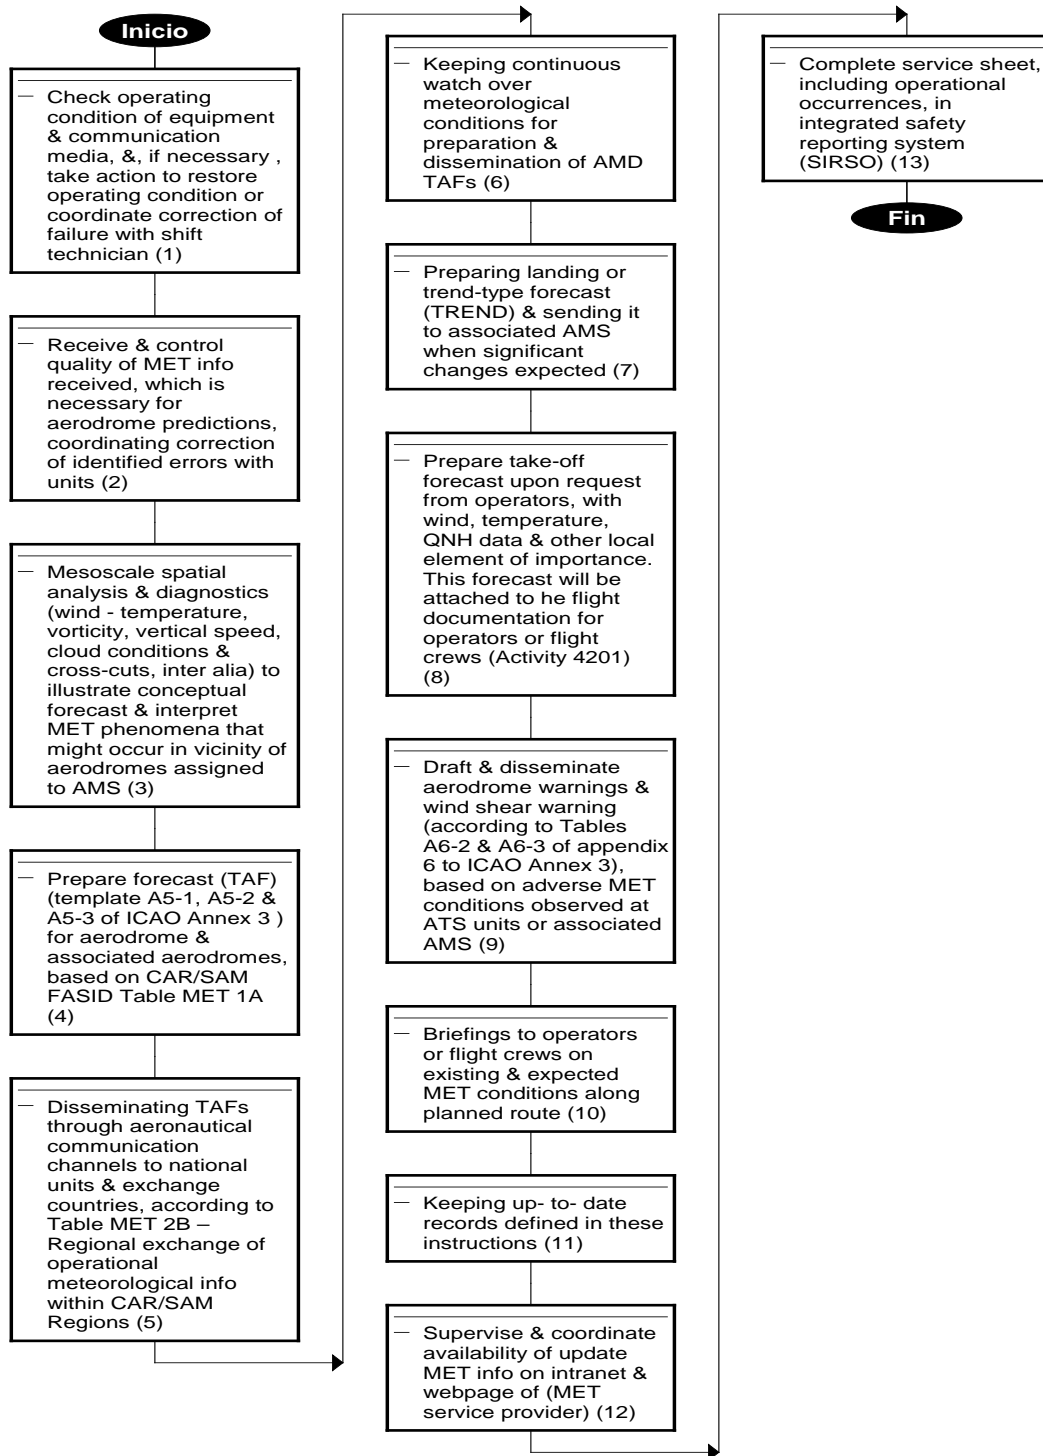 Inicio
— Check operating
condition of equipment
& communication
media, &, if necessary ,
take action to restore
operating condition or
coordinate correction of
failure with shift
technician (1)
— Receive & control
quality of MET info
received, which is
necessary for
aerodrome predictions,
coordinating correction
of identified errors with
units (2)
— Mesoscale spatial
analysis & diagnostics
(wind - temperature,
vorticity, vertical speed,
cloud conditions &
cross-cuts, inter alia) to
illustrate conceptual
forecast & interpret
MET phenomena that
might occur in vicinity of
aerodromes assigned
to AMS (3)
— Prepare forecast (TAF)
(template A5-1, A5-2 &
A5-3 of ICAO Annex 3 )
for aerodrome &
associated aerodromes,
based on CAR/SAM
FASID Table MET 1A
(4)
— Disseminating TAFs
through aeronautical
communication
channels to national
units & exchange
countries, according to
Table MET 2B –
Regional exchange of
operational
meteorological info
within CAR/SAM
Regions (5)
— Keeping continuous
watch over
meteorological
conditions for
preparation &
dissemination of AMD
TAFs (6)
— Preparing landing or
trend-type forecast
(TREND) & sending it
to associated AMS
when significant
changes expected (7)
— Prepare take-off
forecast upon request
from operators, with
wind, temperature,
QNH data & other local
element of importance.
This forecast will be
attached to he flight
documentation for
operators or flight
crews (Activity 4201)
(8)
— Draft & disseminate
aerodrome warnings &
wind shear warning
(according to Tables
A6-2 & A6-3 of appendix
6 to ICAO Annex 3),
based on adverse MET
conditions observed at
ATS units or associated
AMS (9)
— Briefings to operators
or flight crews on
existing & expected
MET conditions along
planned route (10)
— Keeping up- to- date
records defined in these
instructions (11)
— Supervise & coordinate
availability of update
MET info on intranet &
webpage of (MET
service provider) (12)
— Complete service sheet,
including operational
occurrences, in
integrated safety
reporting system
(SIRSO) (13)
Fin